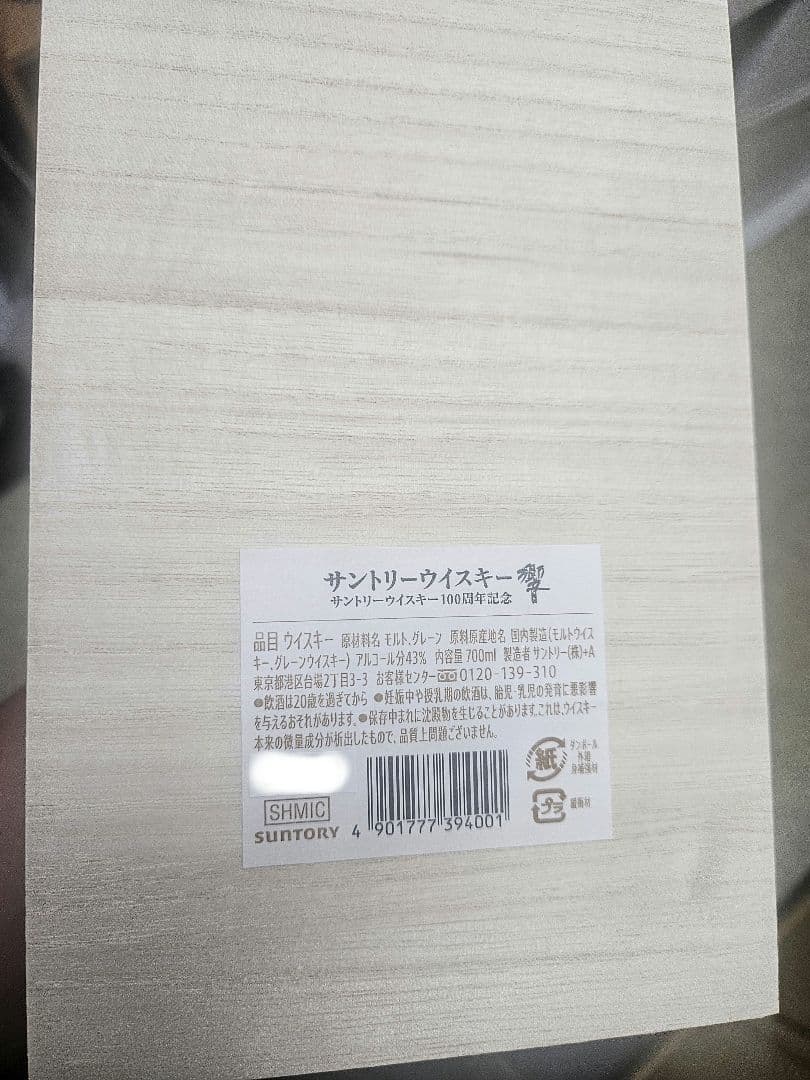 サントリーウイスキー 響
サントリーウイスキー100周年記念
品目 ウイスキー 原材料名 モルト、グレーン 原料原産地名 国内製造(モルトウイス
キー、グレーンウイスキー) アルコール分43% 内容量 700ml 製造者 サントリー(株)+A
東京都港区台場2丁目3-3 お客様センター 0120-139-310
●飲酒は20歳を過ぎてから ●妊娠中や授乳期の飲酒は、胎児・乳児の発育に悪影響
を与えるおそれがあります。●保存中まれに沈殿物を生じることがあります。これは、ウイスキー
本来の微量成分が析出したもので、品質上問題ございません。
紙
ダンボール
外箱
身補強材
プラ
緩衝材
SHMIC
SUNTORY
4 901777 394001